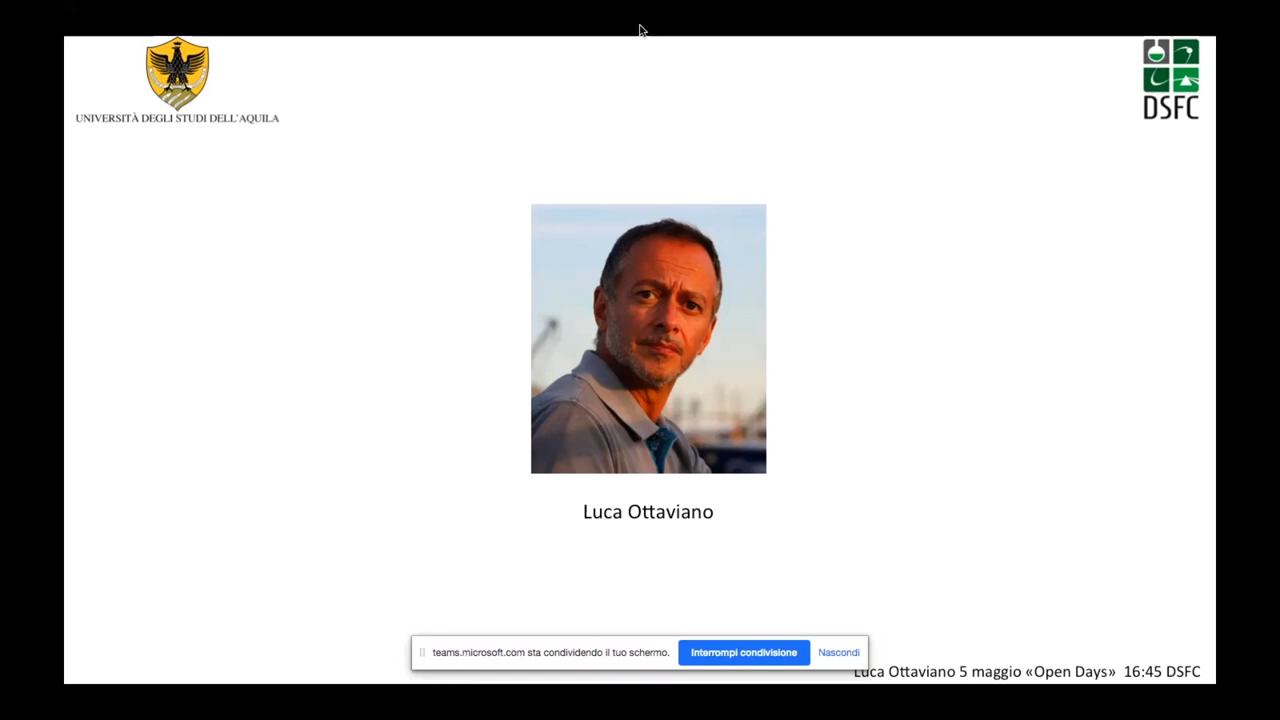 UNIVERSITÀ DEGLI STUDI DELL'AQUILA
DSFC
Luca Ottaviano
teams.microsoft.com sta condividendo il tuo schermo.
Interrompi condivisione
Nascondi
Luca Ottaviano 5 maggio «Open Days» 16:45 DSFC